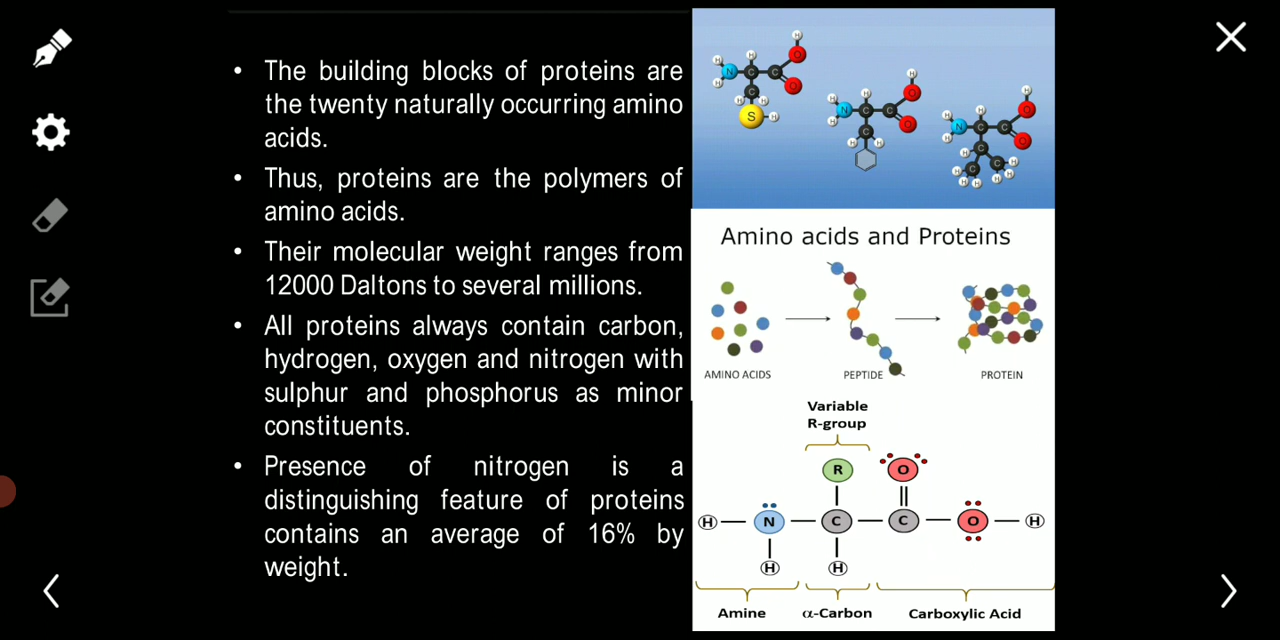 • The building blocks of proteins are
the twenty naturally occurring amino
acids.
• Thus, proteins are the polymers of
amino acids.
• Their molecular weight ranges from
12000 Daltons to several millions.
• All proteins always contain carbon,
hydrogen, oxygen and nitrogen with
sulphur and phosphorus as minor
constituents.
• Presence of nitrogen is a
distinguishing feature of proteins
contains an average of 16% by
weight.
H H O H N C C H O H H C H S H
H H O H N C C H O H C H
H H O H N C C H O H C H C C H H H H H H
Amino acids and Proteins
AMINO ACIDS PEPTIDE PROTEIN
Variable
R-group
R O
H N C C O H
H H
Amine α-Carbon Carboxylic Acid